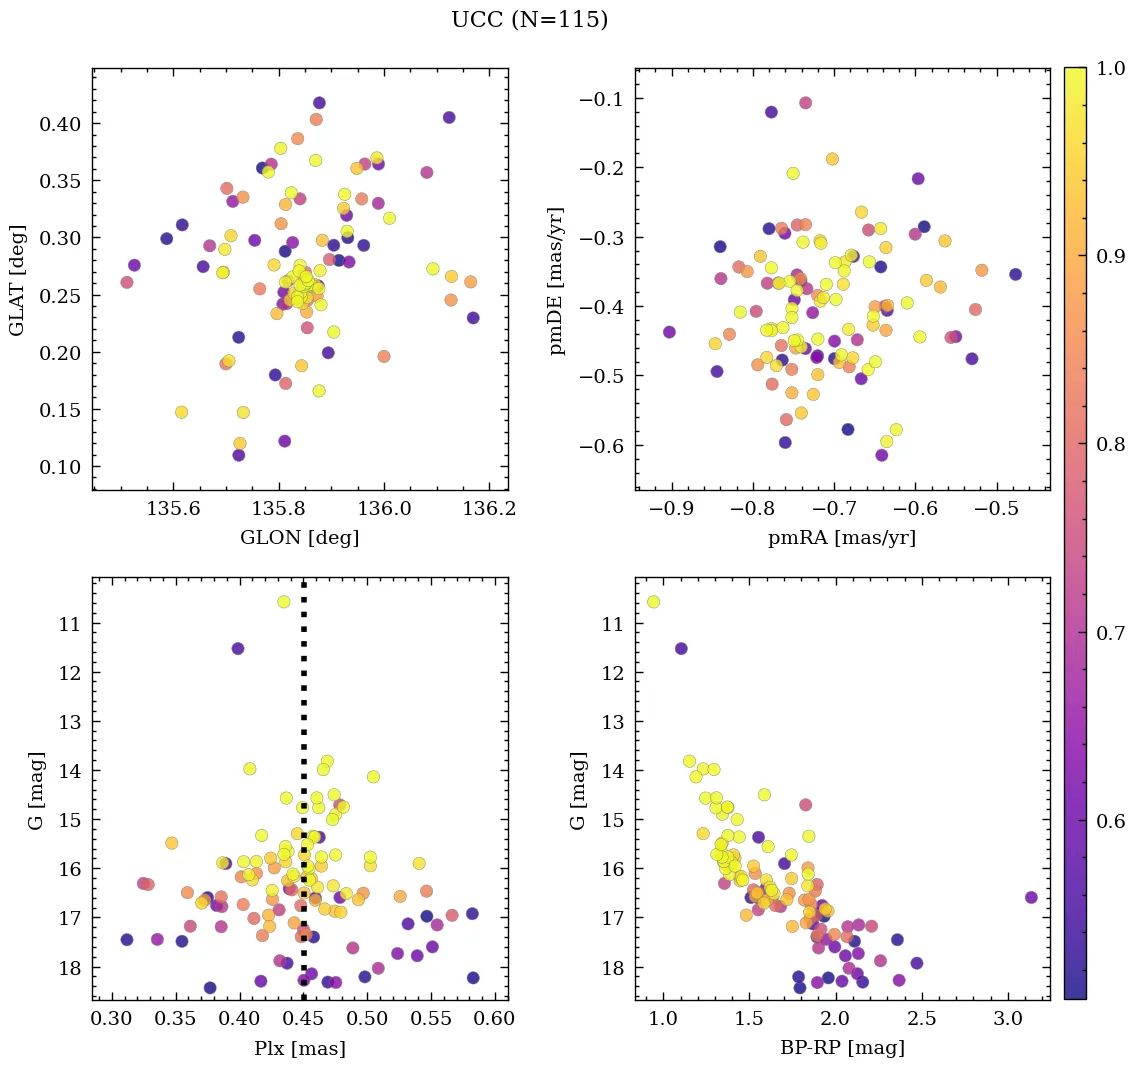 UCC (N=115)
0.40
0.35
0.30
0.25
0.20
0.15
0.10
GLAT [deg]
135.6 135.8 136.0 136.2
GLON [deg]
−0.1
−0.2
−0.3
−0.4
−0.5
−0.6
pmDE [mas/yr]
−0.9 −0.8 −0.7 −0.6 −0.5
pmRA [mas/yr]
1.0
0.9
0.8
0.7
0.6
11
12
13
14
15
16
17
18
G [mag]
0.30 0.35 0.40 0.45 0.50 0.55 0.60
Plx [mas]
11
12
13
14
15
16
17
18
G [mag]
1.0 1.5 2.0 2.5 3.0
BP-RP [mag]